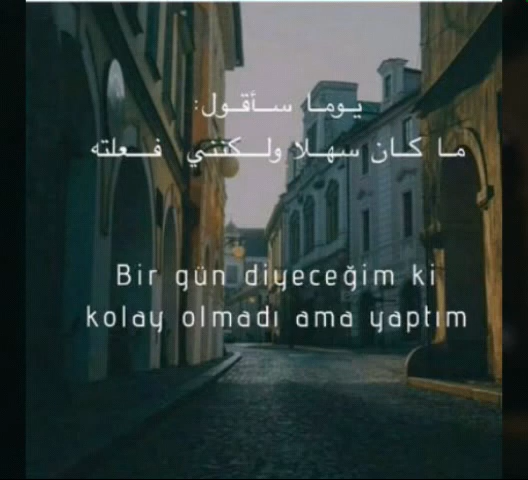 يوما سأقول:
ما كان سهلا ولكنني فعلته
Bir gün diyeceğim ki
kolay olmadı ama yaptım